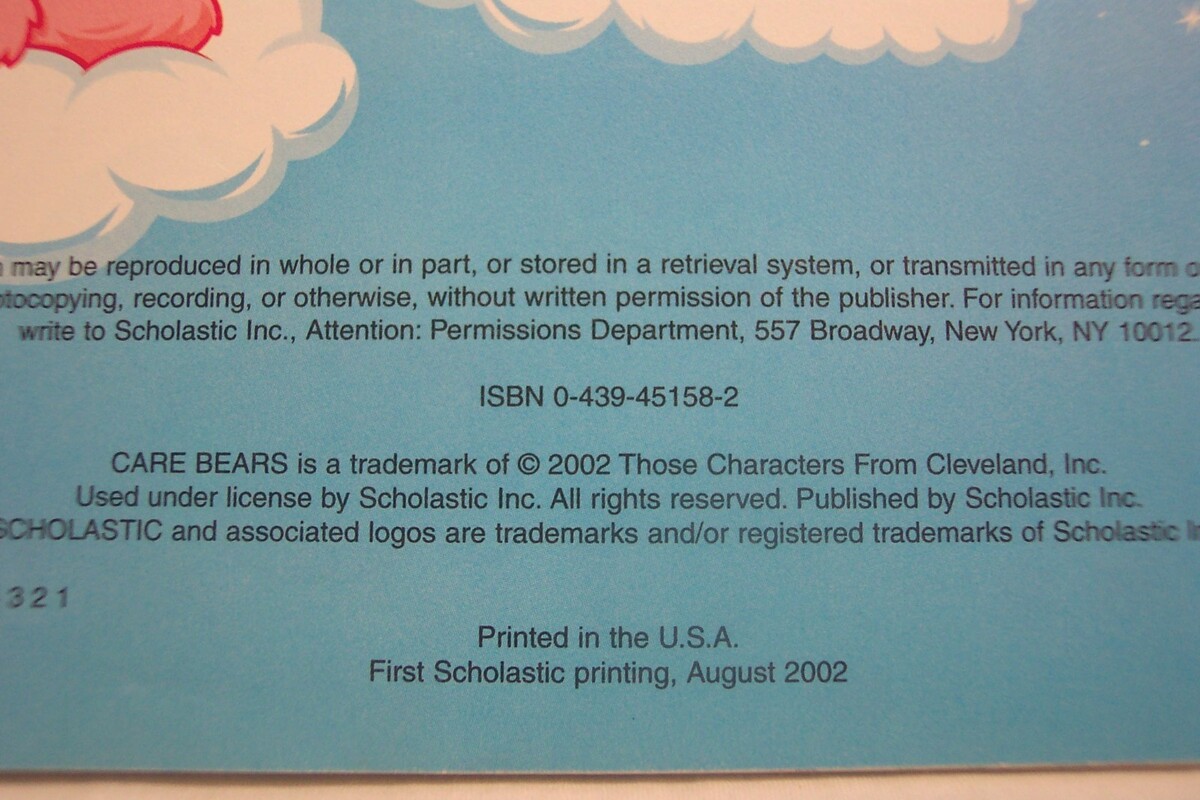 may be reproduced in whole or in part, or stored in a retrieval system, or transmitted in any form
recording, or otherwise, without written permission of the publisher. For information
write to Scholastic Inc., Attention: Permissions Department, 557 Broadway, New York, NY 10012.
ISBN 0-439-45158-2
CARE BEARS is a trademark of © 2002 Those Characters From Cleveland, Inc.
Used under license by Scholastic Inc. All rights reserved. Published by Scholastic Inc.
SCHOLASTIC and associated logos are trademarks and/or registered trademarks of Scholastic
3 2 1
Printed in the U.S.A.
First Scholastic printing, August 2002